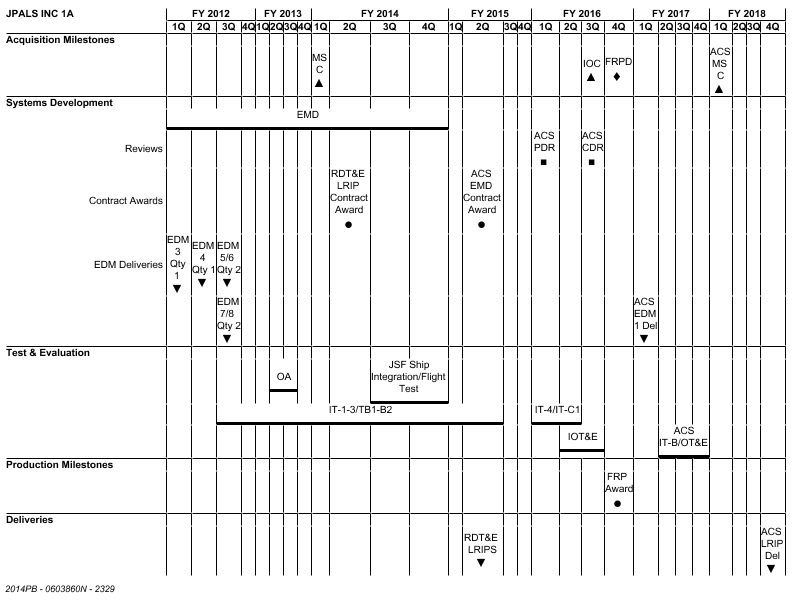 JPALS INC 1A FY 2012 FY 2013 FY 2014 FY 2015 FY 2016 FY 2017 FY 2018
1Q 2Q 3Q 4Q 1Q 2Q 3Q 4Q 1Q 2Q 3Q 4Q 1Q 2Q 3Q 4Q 1Q 2Q 3Q 4Q 1Q 2Q 3Q 4Q 1Q 2Q 3Q 4Q
Acquisition Milestones
MS
C
IOC
FRPD
ACS
MS
C
Systems Development
EMD
Reviews
ACS
PDR
ACS
CDR
Contract Awards
RDT&E
LRIP
Contract
Award
ACS
EMD
Contract
Award
EDM Deliveries
EDM
3
Qty
1
EDM
4
Qty 1
EDM
5/6
Qty 2
EDM
7/8
Qty 2
ACS
EDM
1 Del
Test & Evaluation
OA
JSF Ship
Integration/Flight
Test
IT-1-3/TB1-B2
IT-4/IT-C1
IOT&E
ACS
IT-B/OT&E
Production Milestones
FRP
Award
Deliveries
RDT&E
LRIPS
ACS
LRIP
Del
2014PB - 0603860N - 2329